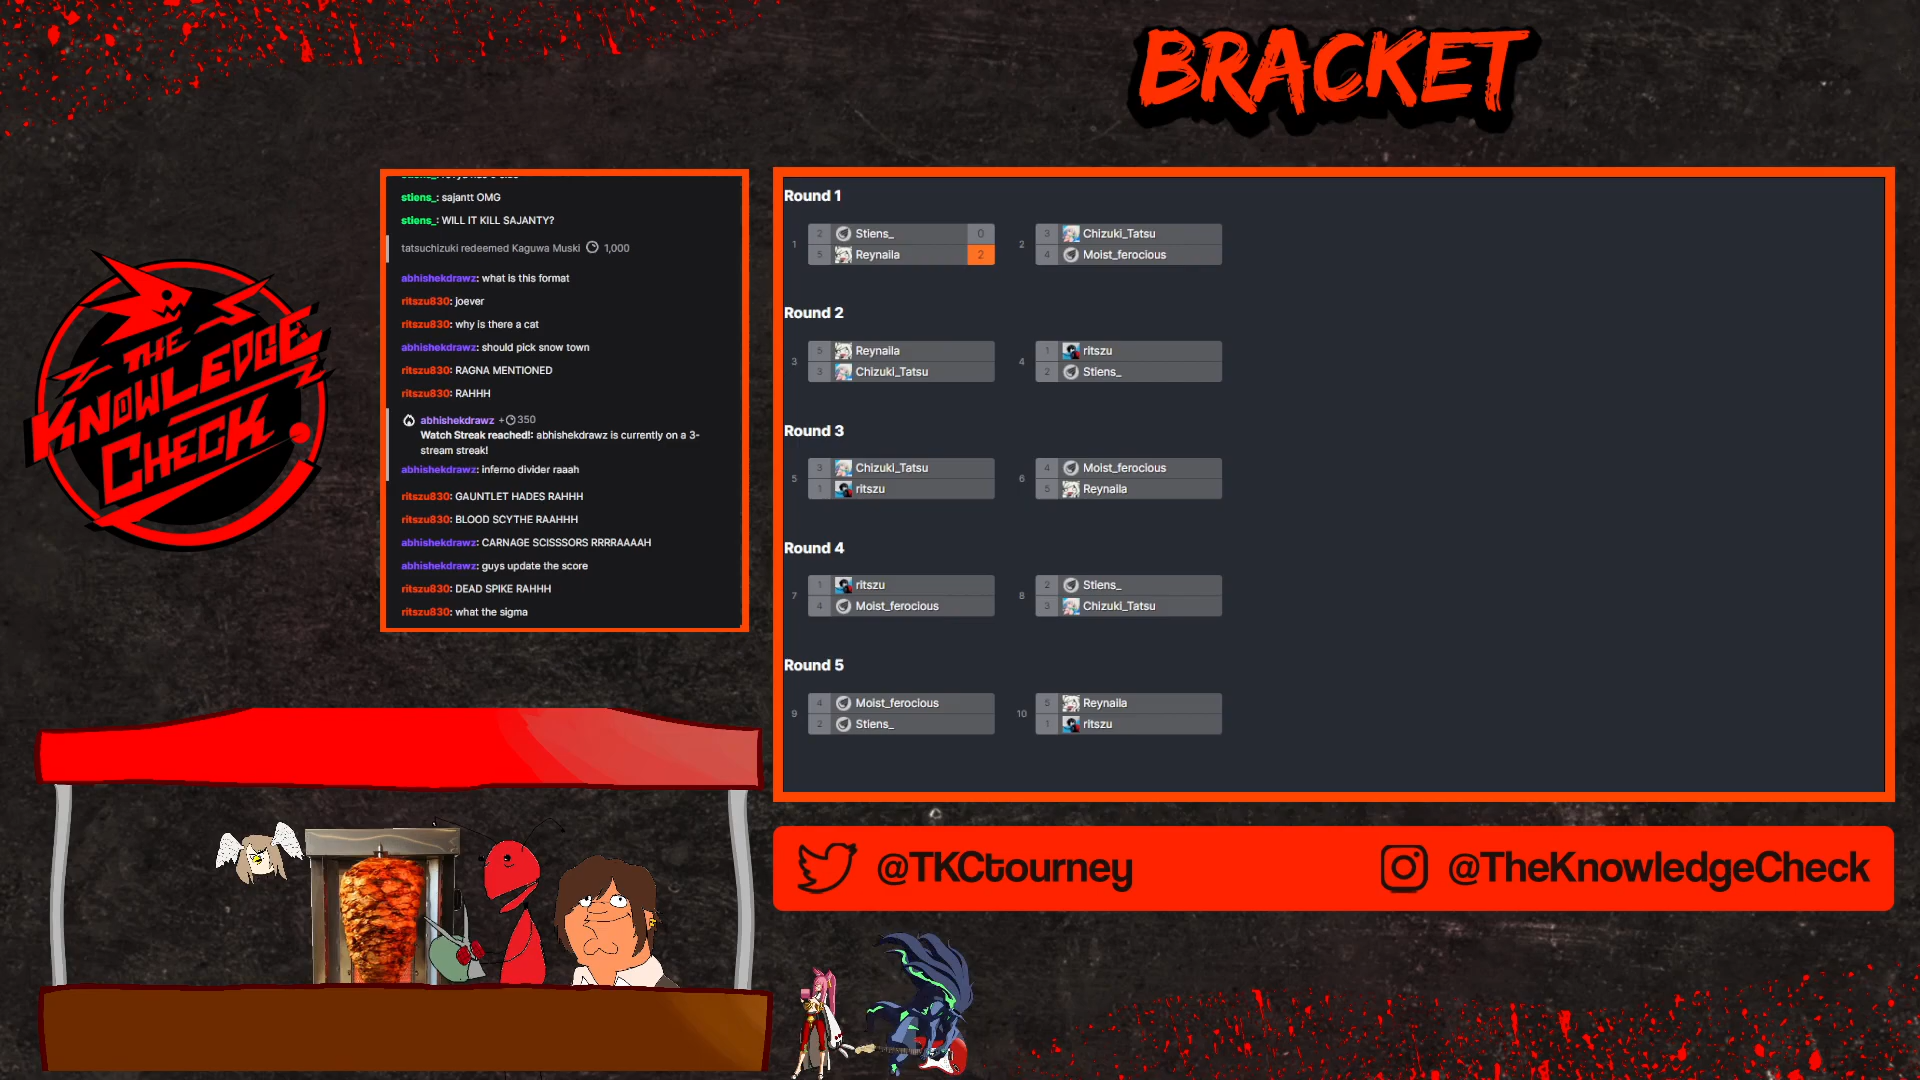 BRACKET
THE
KNOWLEDGE
CHECK
stiens_: sajantt OMG
stiens_: WILL IT KILL SAJANTY?
tatsuchizuki redeemed Kaguwa Muski 1,000
abhishekdrawz: what is this format
ritszu830: joever
ritszu830: why is there a cat
abhishekdrawz: should pick snow town
ritszu830: RAGNA MENTIONED
ritszu830: RAHHH
abhishekdrawz +350
Watch Streak reached!: abhishekdrawz is currently on a 3-
stream streak!
abhishekdrawz: inferno divider raaah
ritszu830: GAUNTLET HADES RAHHH
ritszu830: BLOOD SCYTHE RAAHHH
abhishekdrawz: CARNAGE SCISSSORS RRRRAAAAH
abhishekdrawz: guys update the score
ritszu830: DEAD SPIKE RAHHH
ritszu830: what the sigma
Round 1
1
2 Stiens_ 0
5 Reynaila 2
2
3 Chizuki_Tatsu
4 Moist_ferocious
Round 2
3
5 Reynaila
3 Chizuki_Tatsu
4
1 ritszu
2 Stiens_
Round 3
5
3 Chizuki_Tatsu
1 ritszu
6
4 Moist_ferocious
5 Reynaila
Round 4
7
1 ritszu
4 Moist_ferocious
8
2 Stiens_
3 Chizuki_Tatsu
Round 5
9
4 Moist_ferocious
2 Stiens_
10
5 Reynaila
1 ritszu
@TKCtourney
@TheKnowledgeCheck